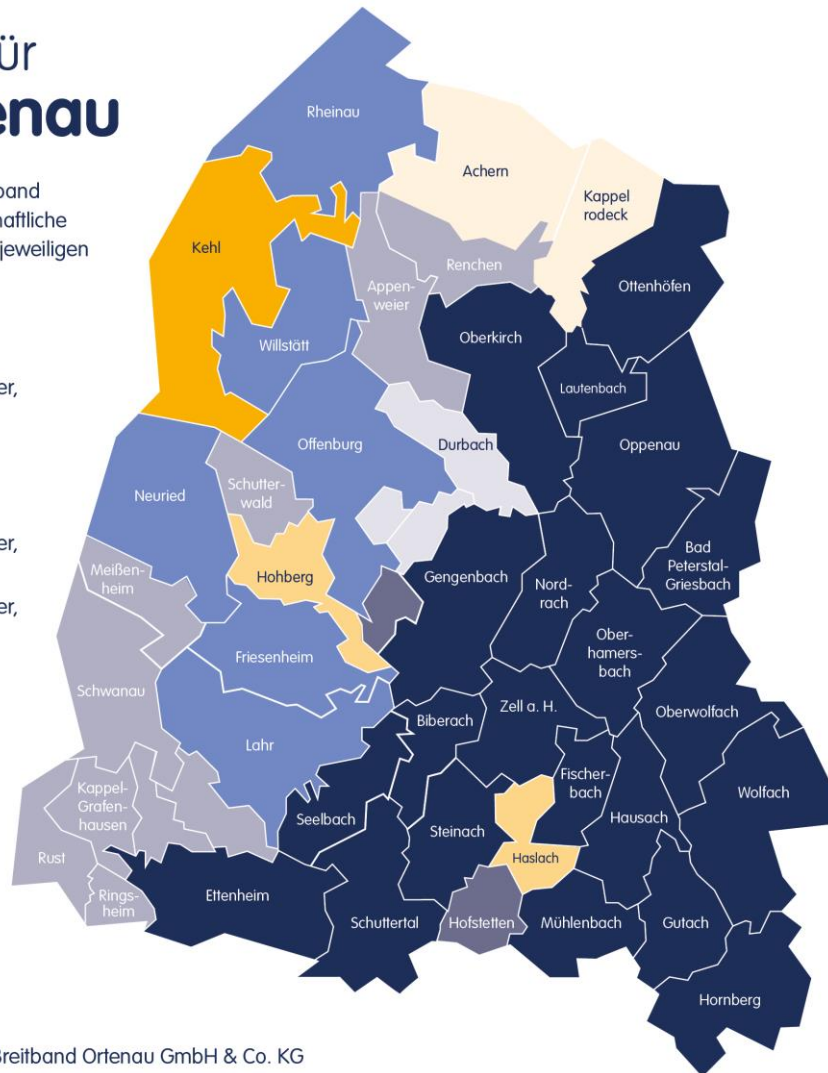 ür
enau
band
haftliche
jeweiligen
er,
er,
er,
Rheinau
Achern
Kappel
rodeck
Kehl
Renchen
Appen-
weier
Ottenhöfen
Oberkirch
Willstätt
Lautenbach
Offenburg
Durbach
Oppenau
Schutter-
wald
Neuried
Bad
Peterstal-
Griesbach
Meißen-
heim
Hohberg
Gengenbach
Nord-
rach
Ober-
hamers-
bach
Friesenheim
Schwanau
Zell a. H.
Biberach
Oberwolfach
Lahr
Fischer-
bach
Kappel-
Grafen-
hausen
Wolfach
Seelbach
Steinach
Hausach
Rust
Haslach
Rings-
heim
Ettenheim
Schuttertal
Hofstetten
Mühlenbach
Gutach
Hornberg
Breitband Ortenau GmbH & Co. KG